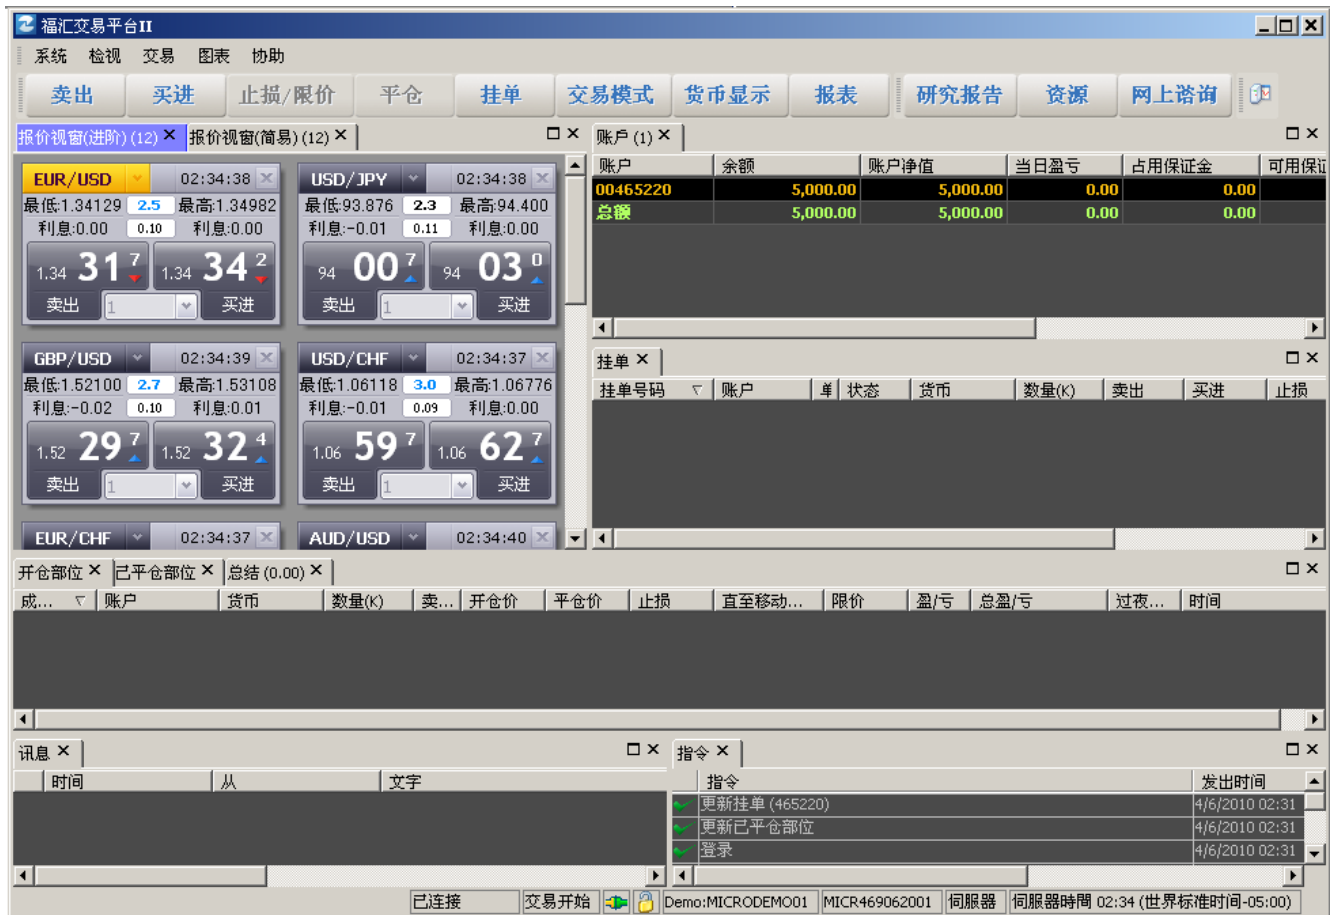 福汇交易平台II
系统 检视 交易 图表 协助
卖出 买进 止损/限价 平仓 挂单 交易模式 货币显示 报表 研究报告 资源 网上谘询
报价视窗(进阶) (12) 报价视窗(简易) (12)
EUR/USD 02:34:38
最低:1.34129 2.5 最高:1.34982
利息:0.00 0.10 利息:0.00
1.34 31 7 1.34 34 2
卖出 1 买进
USD/JPY 02:34:38
最低:93.876 2.3 最高:94.400
利息:-0.01 0.11 利息:0.00
94 00 7 94 03 0
卖出 1 买进
GBP/USD 02:34:39
最低:1.52100 2.7 最高:1.53108
利息:-0.02 0.10 利息:0.01
1.52 29 7 1.52 32 4
卖出 1 买进
USD/CHF 02:34:37
最低:1.06118 3.0 最高:1.06776
利息:-0.01 0.09 利息:0.00
1.06 59 7 1.06 62 7
卖出 1 买进
EUR/CHF 02:34:37
AUD/USD 02:34:40
账户 (1)
账户 余额 账户净值 当日盈亏 占用保证金 可用保证
00465220 5,000.00 5,000.00 0.00 0.00
总额 5,000.00 5,000.00 0.00 0.00
挂单
挂单号码 账户 单 状态 货币 数量(K) 卖出 买进 止损
开仓部位 己平仓部位 总结 (0.00)
成... 账户 货币 数量(K) 卖... 开仓价 平仓价 止损 直至移动... 限价 盈/亏 总盈/亏 过夜... 时间
讯息
时间 从 文字
指令
指令 发出时间
更新挂单 (465220) 4/6/2010 02:31
更新已平仓部位 4/6/2010 02:31
登录 4/6/2010 02:31
已连接 交易开始 Demo:MICRODEMO01 MICR469062001 伺服器 伺服器時間 02:34 (世界标准时间-05:00)